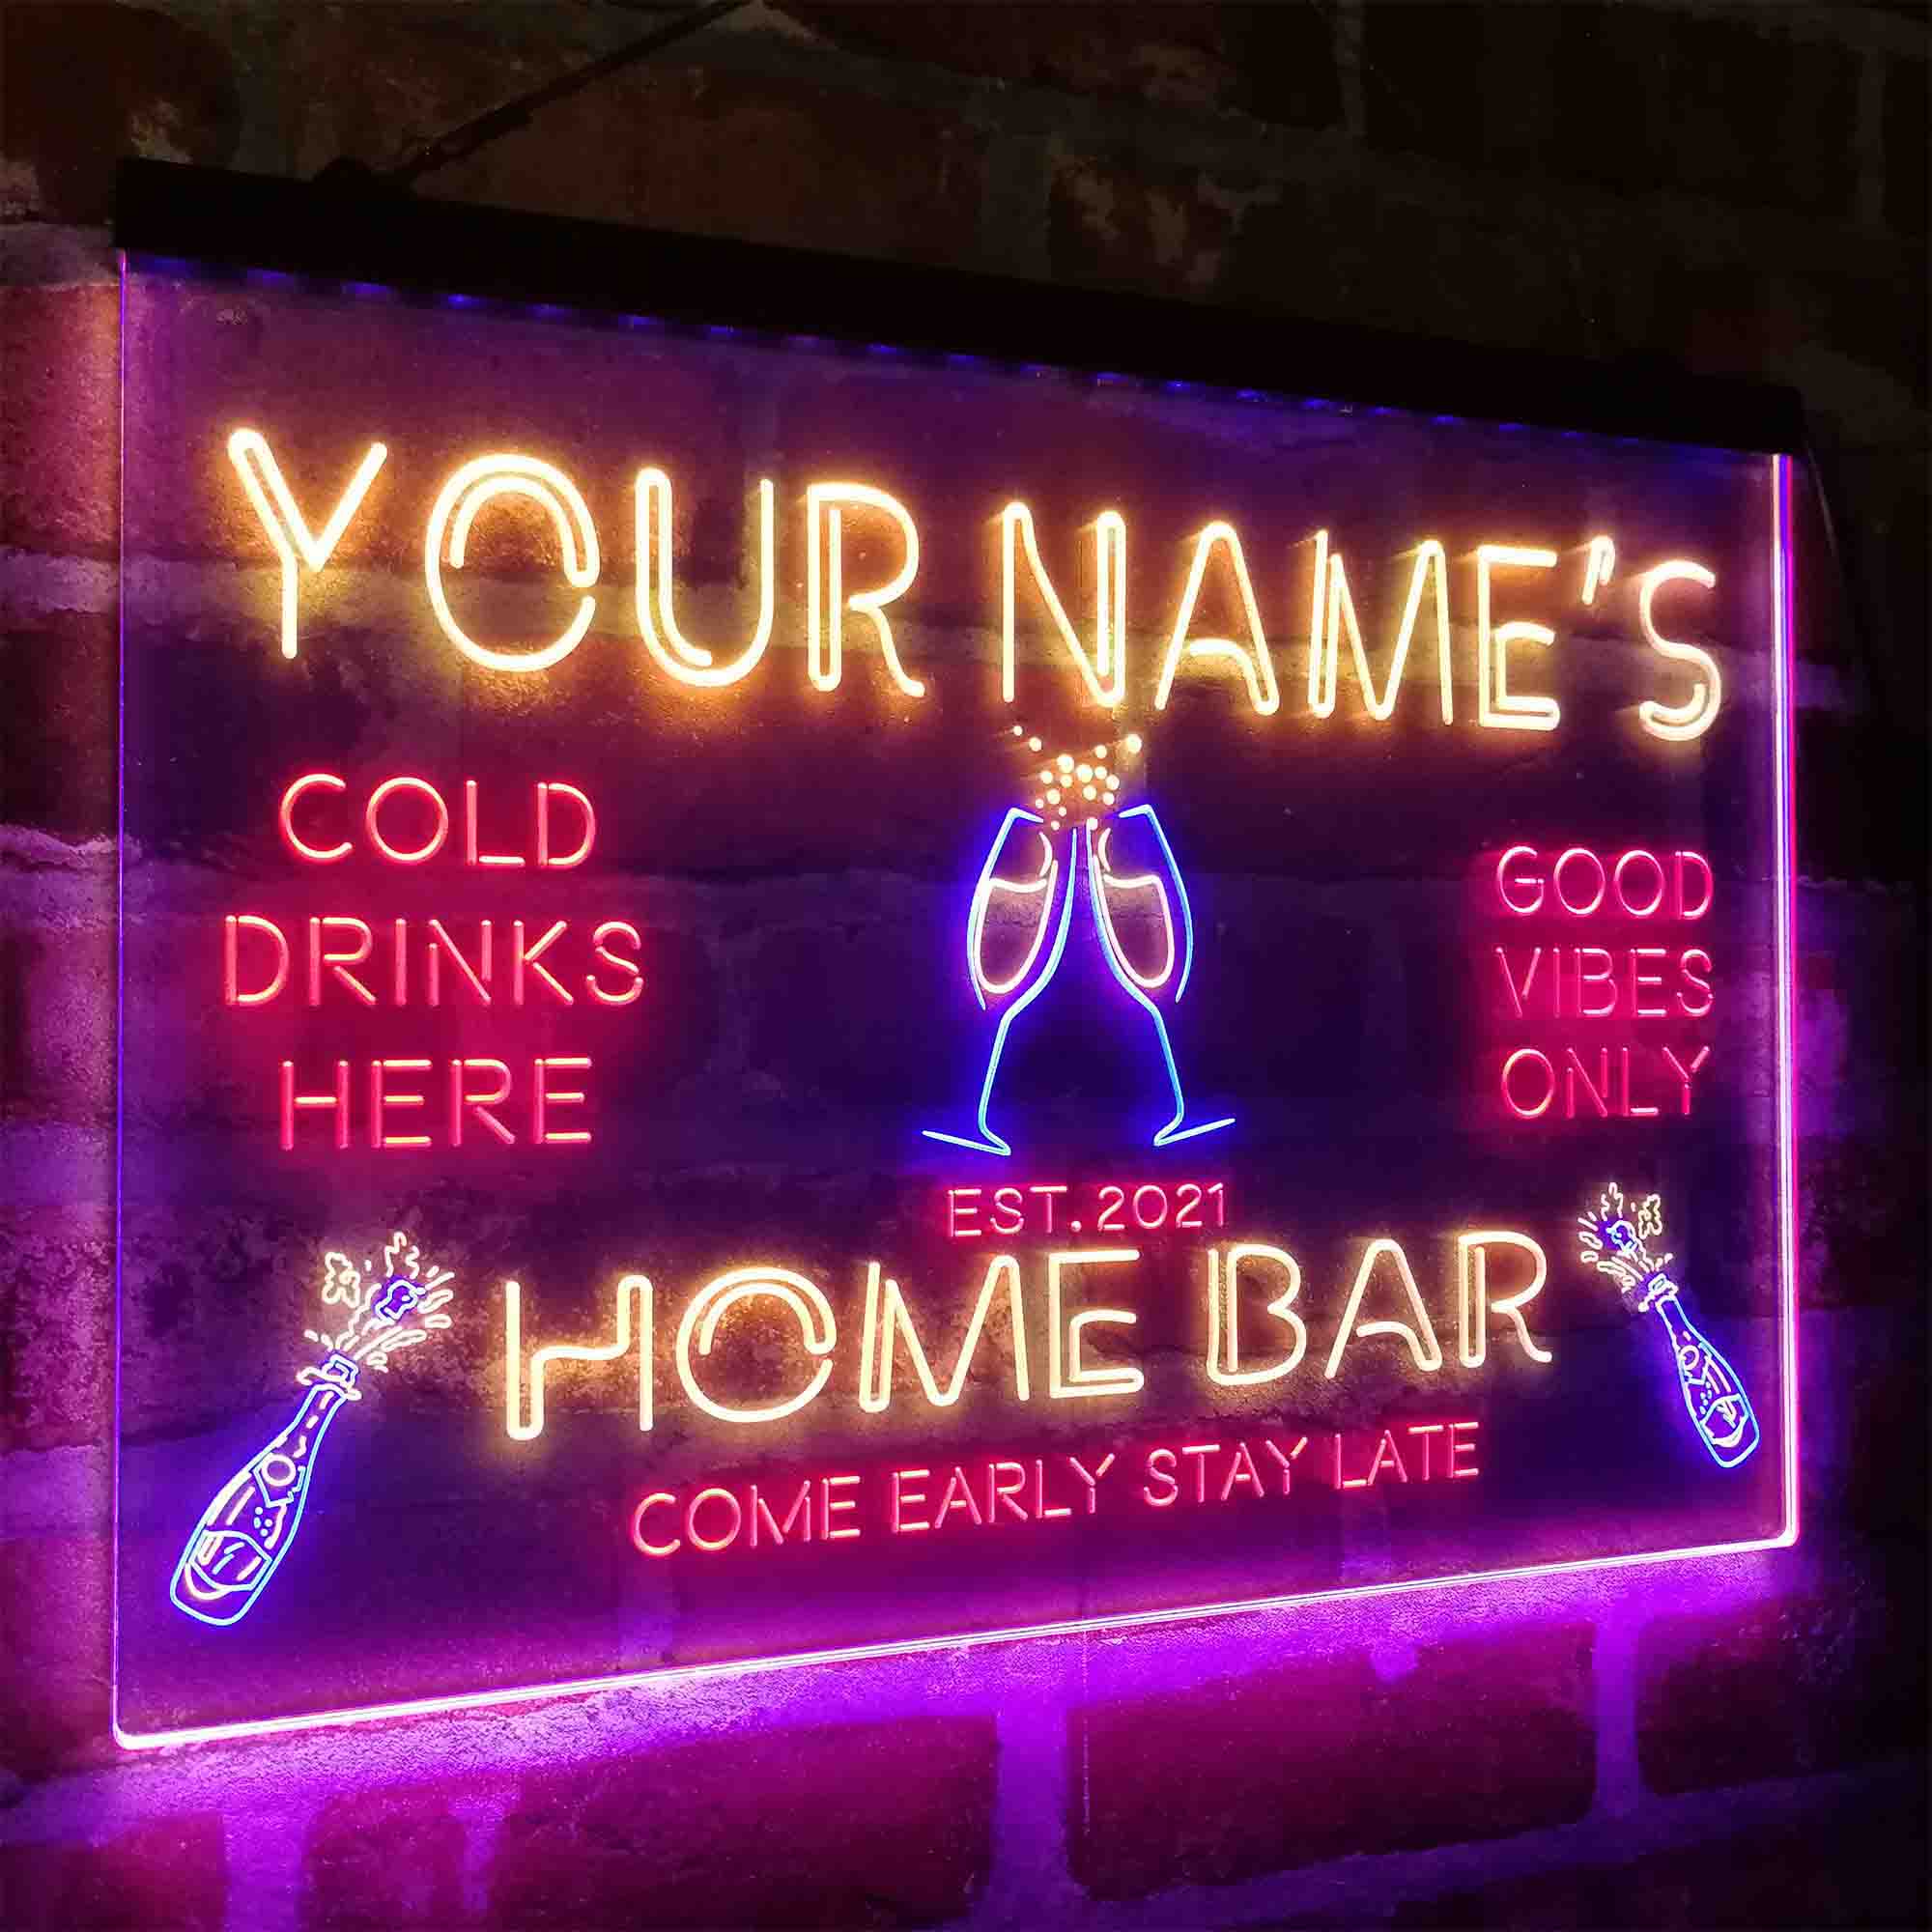 YOUR NAME'S
COLD
DRINKS
HERE
GOOD
VIBES
ONLY
EST. 2021
HOME BAR
COME EARLY STAY LATE